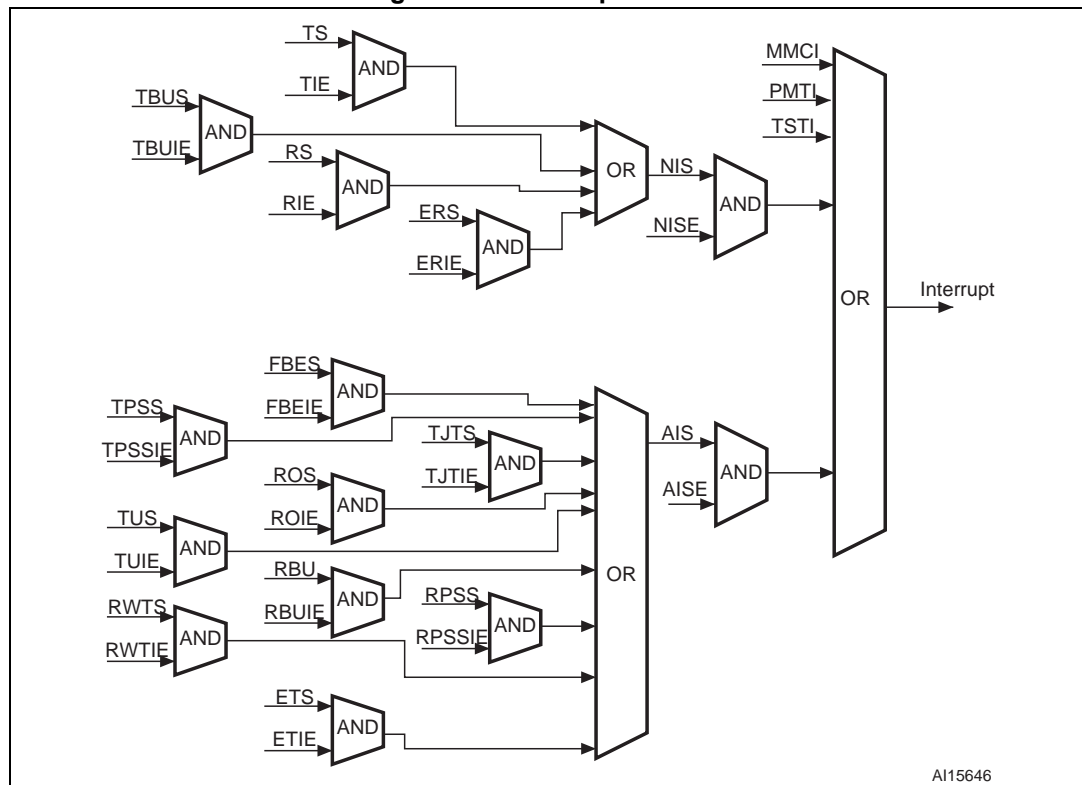 TS
AND
TIE
TBUS
AND
TBUIE
RS
AND
RIE
ERS
AND
ERIE
OR
NIS
AND
NISE
MMCI
PMTI
TSTI
OR
Interrupt
FBES
AND
FBEIE
TPSS
AND
TPSSIE
TJTS
AND
TJTIE
ROS
AND
ROIE
TUS
AND
TUIE
RBU
AND
RBUIE
RPSS
AND
RPSSIE
RWTS
AND
RWTIE
ETS
AND
ETIE
OR
AIS
AND
AISE
AI15646